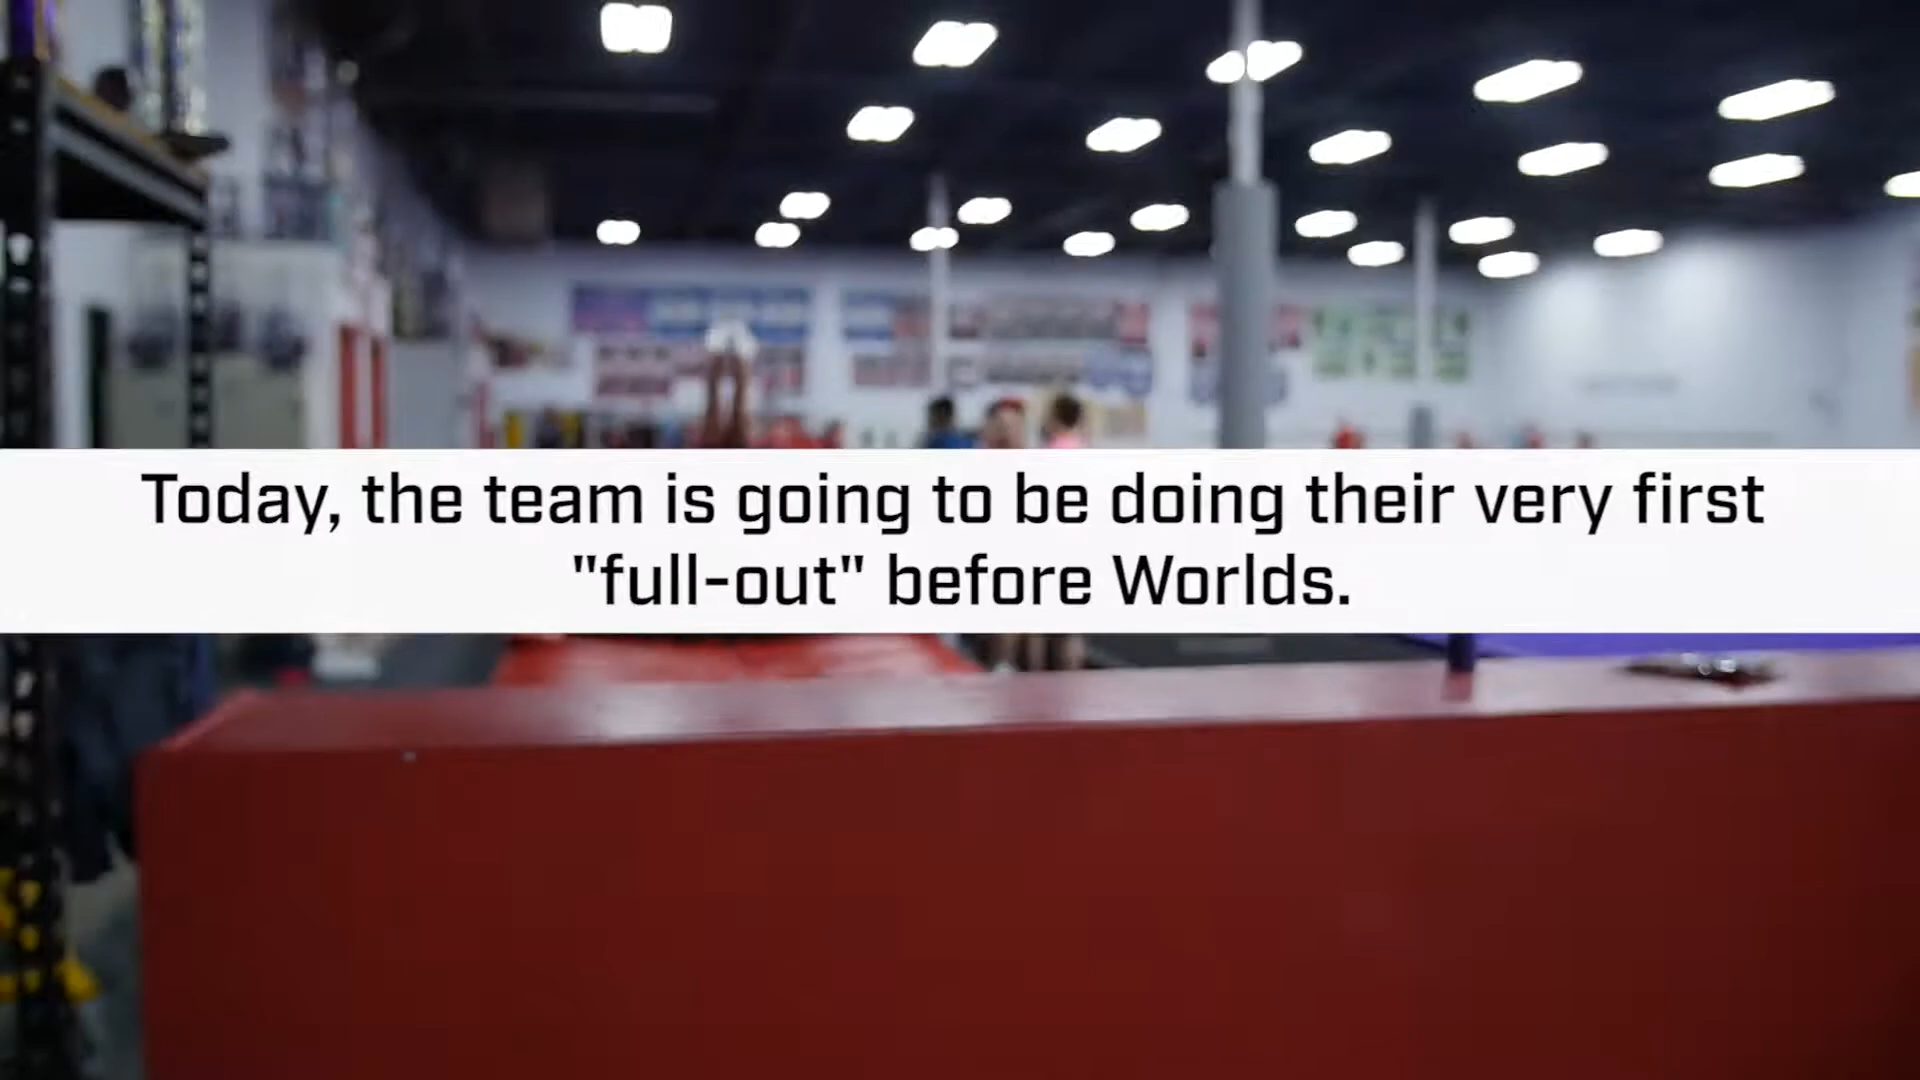 Today, the team is going to be doing their very first
"full-out" before Worlds.